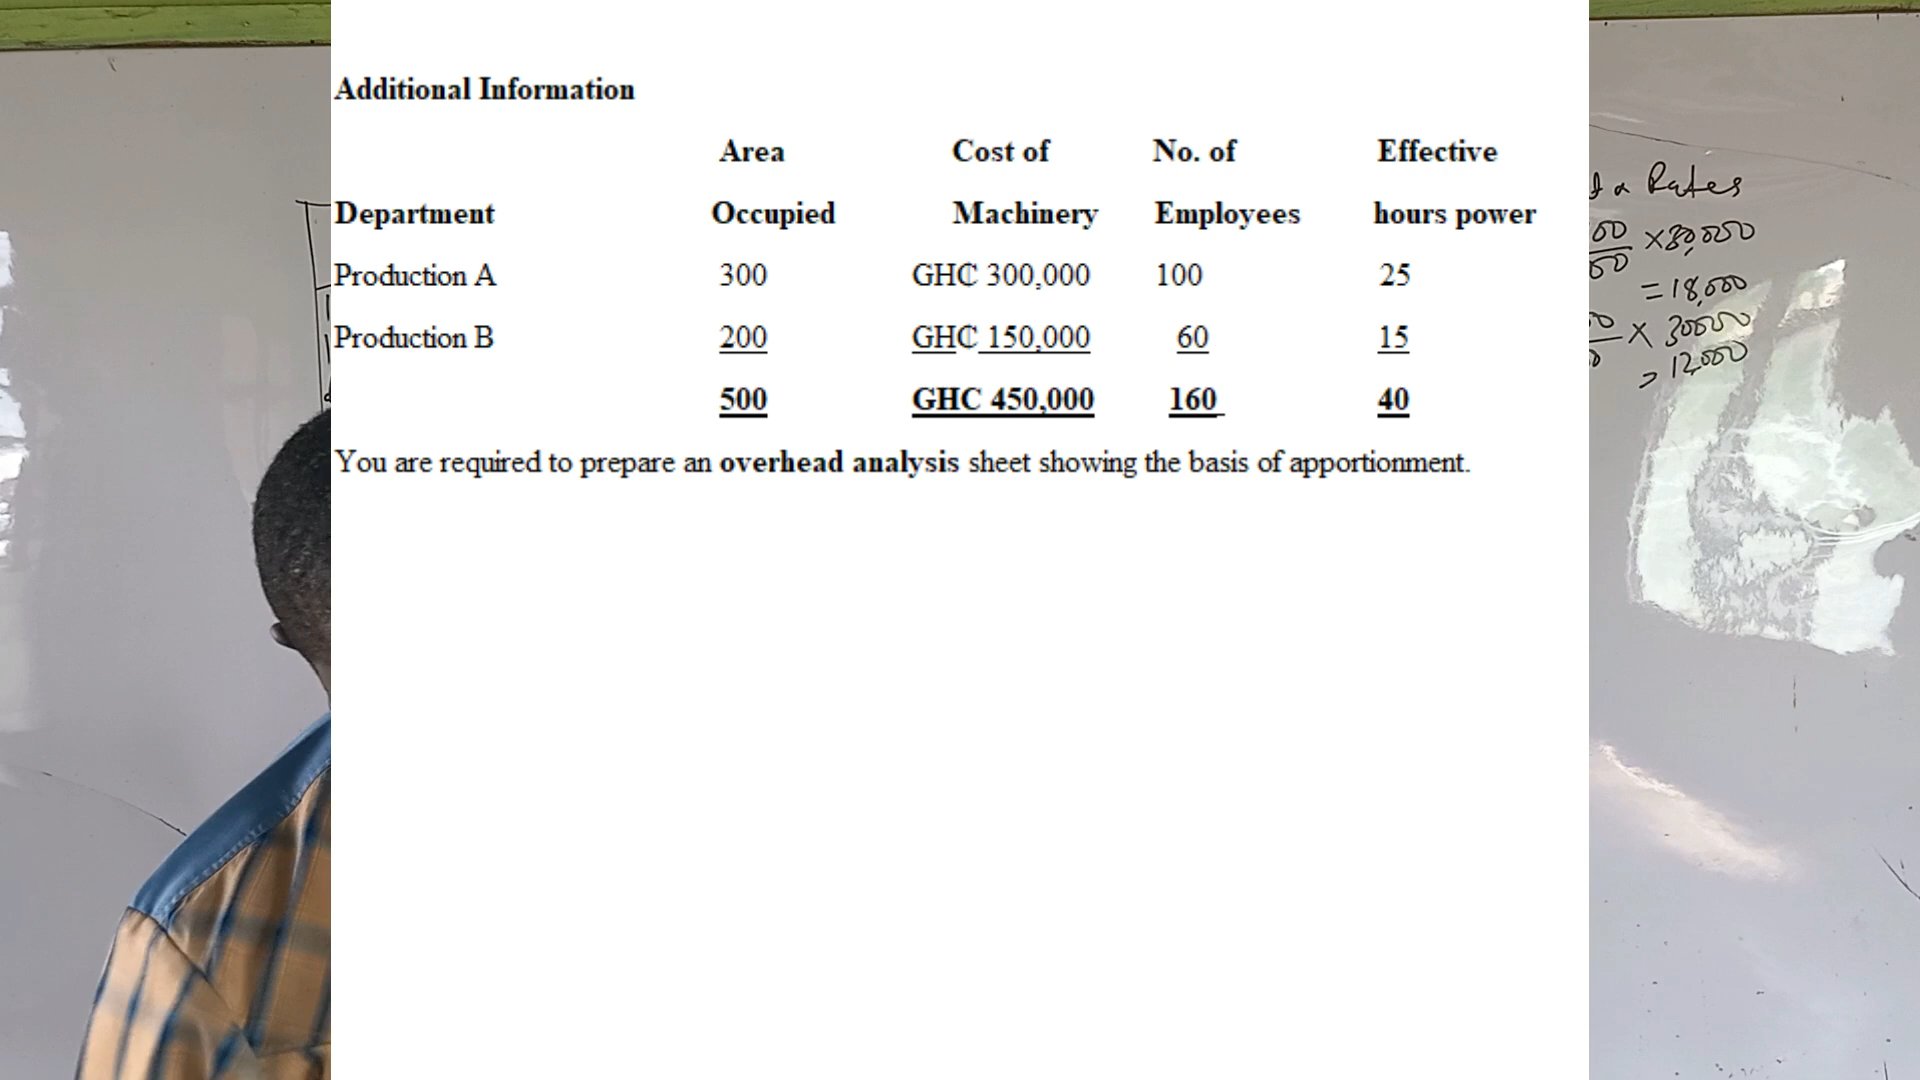 Additional Information
Area Cost of No. of Effective
Department Occupied Machinery Employees hours power
Production A 300 GH₵ 300,000 100 25
Production B 200 GH₵ 150,000 60 15
500 GHC 450,000 160 40
You are required to prepare an overhead analysis sheet showing the basis of apportionment.
Rates
×30,000
=18,000
× 30000
12,000